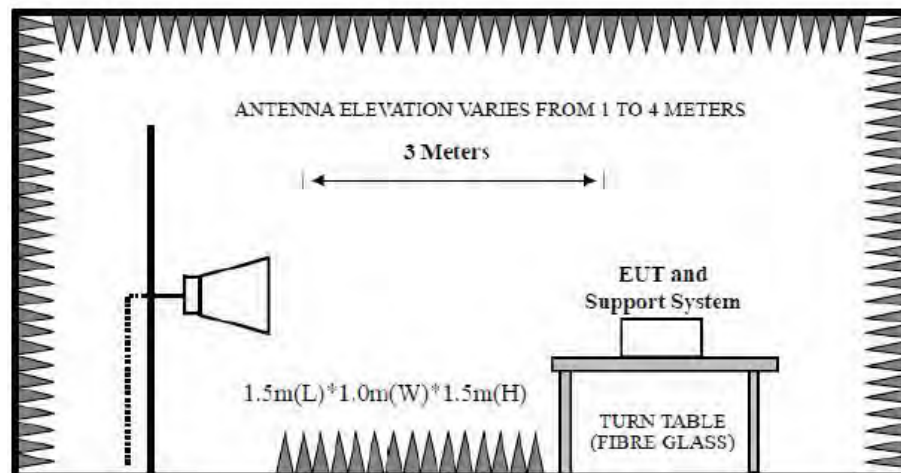 ANTENNA ELEVATION VARIES FROM 1 TO 4 METERS
3 Meters
EUT and
Support System
1.5m(L)*1.0m(W)*1.5m(H)
TURN TABLE
(FIBRE GLASS)